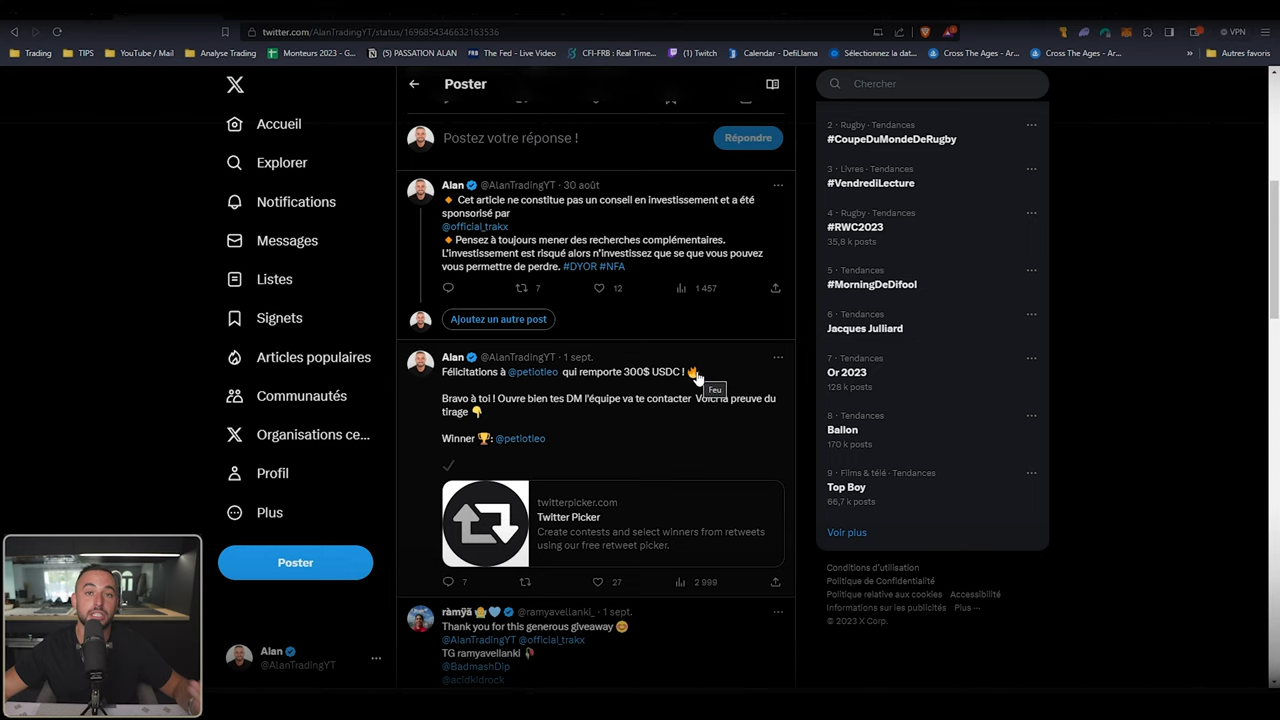 twitter.com/AlanTradingYT/status/1696854346632163536
VPN
Trading
TIPS
YouTube / Mail
Analyse Trading
Monteurs 2023 - G...
(5) PASSATION ALAN
The Fed - Live Video
CFI-FRB : Real Time...
(1) Twitch
Calendar - DefiLlama
Sélectionnez la dat...
Cross The Ages - Ar...
Cross The Ages - Ar...
Autres favoris
Accueil
Explorer
Notifications
Messages
Listes
Signets
Articles populaires
Communautés
Organisations ce...
Profil
Plus
Poster
Alan
@AlanTradingYT
Poster
Postez votre réponse !
Répondre
Alan @AlanTradingYT · 30 août
Cet article ne constitue pas un conseil en investissement et a été
sponsorisé par
@official_trakx
Pensez à toujours mener des recherches complémentaires.
L'investissement est risqué alors n'investissez que se que vous pouvez
vous permettre de perdre. #DYOR #NFA
7 12 1 457
Ajoutez un autre post
Alan @AlanTradingYT · 1 sept.
Félicitations à @petiotleo qui remporte 300$ USDC !
Feu
Bravo à toi ! Ouvre bien tes DM l'équipe va te contacter Voici la preuve du
tirage
Winner : @petiotleo
twitterpicker.com
Twitter Picker
Create contests and select winners from retweets
using our free retweet picker.
7 27 2 999
ràmÿã @ramyavellanki_ · 1 sept.
Thank you for this generous giveaway
@AlanTradingYT @official_trakx
TG ramyavellanki
@BadmashDip
@acidkidrock
Chercher
2 · Rugby · Tendances
#CoupeDuMondeDeRugby
3 · Livres · Tendances
#VendrediLecture
4 · Rugby · Tendances
#RWC2023
35,8 k posts
5 · Tendances
#MorningDeDifool
6 · Tendances
Jacques Julliard
7 · Tendances
Or 2023
128 k posts
8 · Tendances
Ballon
170 k posts
9 · Films & télé · Tendances
Top Boy
66,7 k posts
Voir plus
Conditions d'utilisation
Politique de Confidentialité
Politique relative aux cookies Accessibilité
Informations sur les publicités Plus ...
© 2023 X Corp.